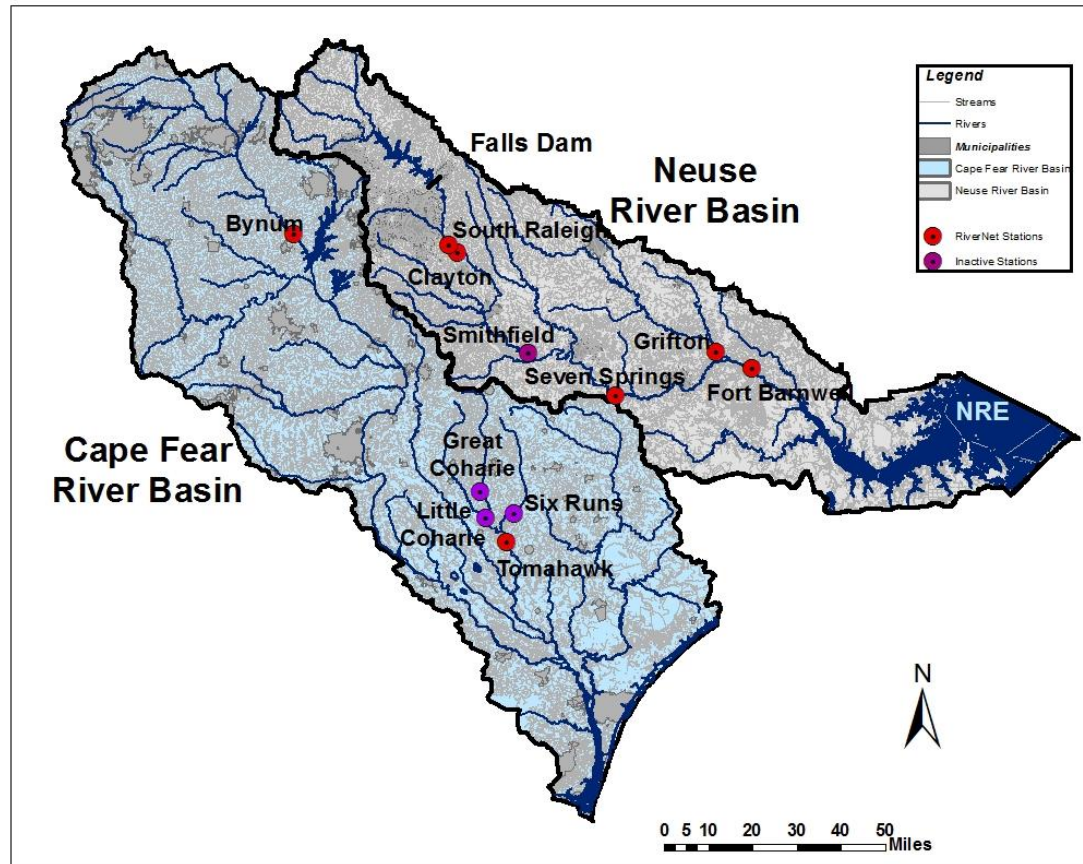 Legend
Streams
Rivers
Municipalities
Cape Fear River Basin
Neuse River Basin
RiverNet Stations
Inactive Stations
Falls Dam
Neuse
River Basin
Bynum
South Raleigh
Clayton
Smithfield
Grifton
Seven Springs
Fort Barnwell
NRE
Cape Fear
River Basin
Great
Coharie
Little
Coharie
Six Runs
Tomahawk
N
0 5 10 20 30 40 50
Miles